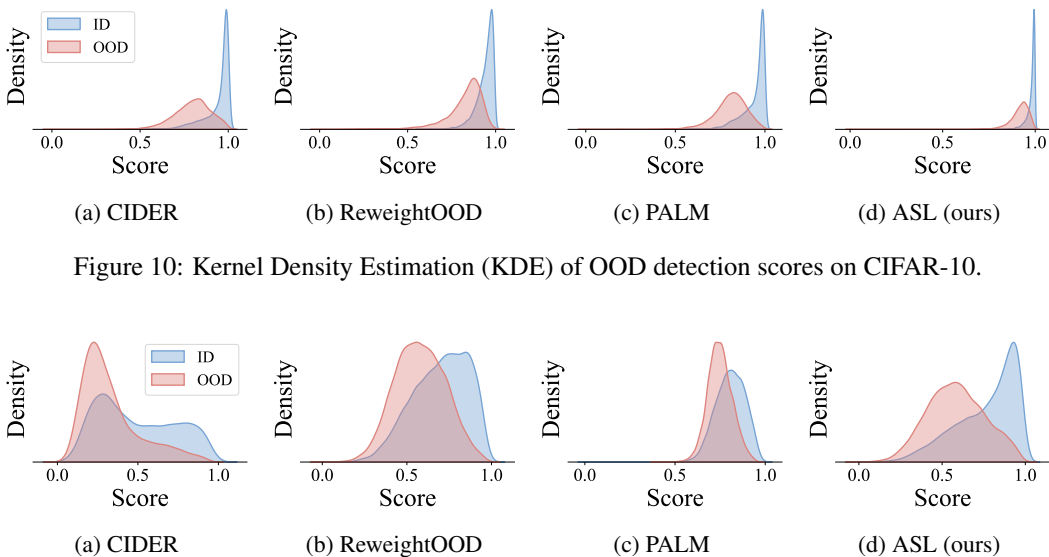 Density
ID
OOD
0.0 0.5 1.0
Score
(a) CIDER
Density
0.0 0.5 1.0
Score
(b) ReweightOOD
Density
0.0 0.5 1.0
Score
(c) PALM
Density
0.0 0.5 1.0
Score
(d) ASL (ours)
Figure 10: Kernel Density Estimation (KDE) of OOD detection scores on CIFAR-10.
Density
ID
OOD
0.0 0.5 1.0
Score
(a) CIDER
Density
0.0 0.5 1.0
Score
(b) ReweightOOD
Density
0.0 0.5 1.0
Score
(c) PALM
Density
0.0 0.5 1.0
Score
(d) ASL (ours)